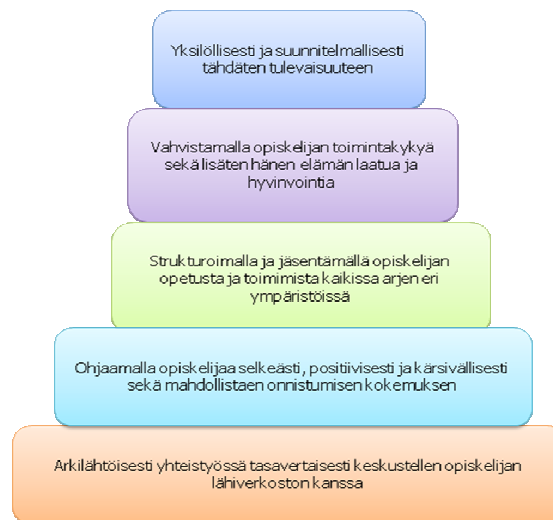 Yksilöllisesti ja suunnitelmallisesti
tähdäten tulevaisuuteen
Vahvistamalla opiskelijan toimintakykyä
sekä lisäten hänen elämän laatua ja
hyvinvointia
Strukturoimalla ja jäsentämällä opiskelijan
opetusta ja toimimista kaikissa arjen eri
ympäristöissä
Ohjaamalla opiskelijaa selkeästi, positiivisesti ja kärsivällisesti
sekä mahdollistaen onnistumisen kokemuksen
Arkilähtöisesti yhteistyössä tasavertaisesti keskustellen opiskelijan
lähiverkoston kanssa